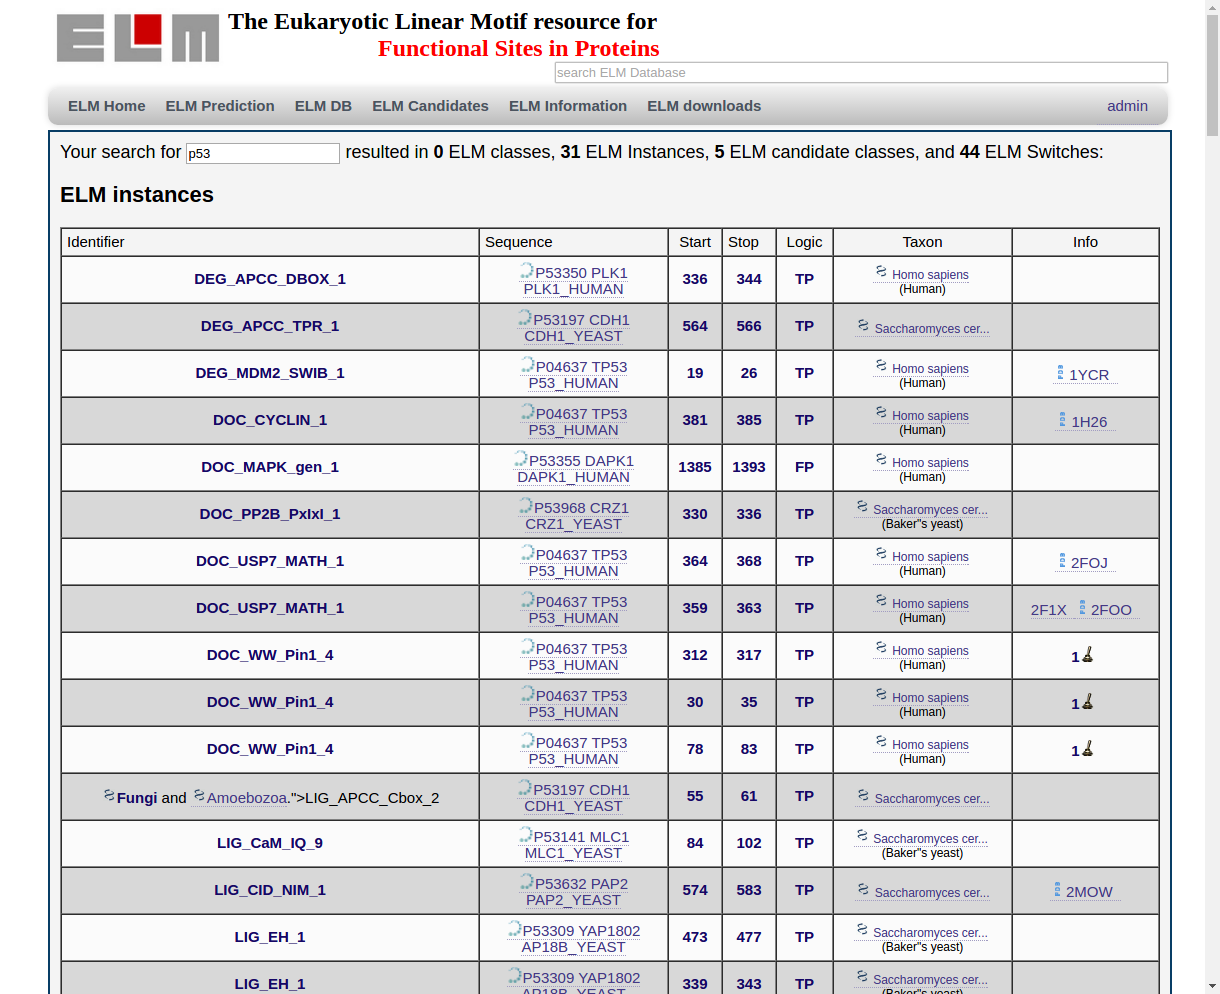 ELM
The Eukaryotic Linear Motif resource for
Functional Sites in Proteins
search ELM Database
ELM Home ELM Prediction ELM DB ELM Candidates ELM Information ELM downloads admin
Your search for p53 resulted in 0 ELM classes, 31 ELM Instances, 5 ELM candidate classes, and 44 ELM Switches:
ELM instances
Identifier Sequence Start Stop Logic Taxon Info
DEG_APCC_DBOX_1 P53350 PLK1 336 344 TP Homo sapiens
PLK1_HUMAN (Human)
DEG_APCC_TPR_1 P53197 CDH1 564 566 TP Saccharomyces cer...
CDH1_YEAST
DEG_MDM2_SWIB_1 P04637 TP53 19 26 TP Homo sapiens 1YCR
P53_HUMAN (Human)
DOC_CYCLIN_1 P04637 TP53 381 385 TP Homo sapiens 1H26
P53_HUMAN (Human)
DOC_MAPK_gen_1 P53355 DAPK1 1385 1393 FP Homo sapiens
DAPK1_HUMAN (Human)
DOC_PP2B_PxIxI_1 P53968 CRZ1 330 336 TP Saccharomyces cer...
CRZ1_YEAST (Baker"s yeast)
DOC_USP7_MATH_1 P04637 TP53 364 368 TP Homo sapiens 2FOJ
P53_HUMAN (Human)
DOC_USP7_MATH_1 P04637 TP53 359 363 TP Homo sapiens 2F1X 2FOO
P53_HUMAN (Human)
DOC_WW_Pin1_4 P04637 TP53 312 317 TP Homo sapiens 1
P53_HUMAN (Human)
DOC_WW_Pin1_4 P04637 TP53 30 35 TP Homo sapiens 1
P53_HUMAN (Human)
DOC_WW_Pin1_4 P04637 TP53 78 83 TP Homo sapiens 1
P53_HUMAN (Human)
Fungi and Amoebozoa.">LIG_APCC_Cbox_2 P53197 CDH1 55 61 TP Saccharomyces cer...
CDH1_YEAST
LIG_CaM_IQ_9 P53141 MLC1 84 102 TP Saccharomyces cer...
MLC1_YEAST (Baker"s yeast)
LIG_CID_NIM_1 P53632 PAP2 574 583 TP Saccharomyces cer... 2MOW
PAP2_YEAST
LIG_EH_1 P53309 YAP1802 473 477 TP Saccharomyces cer...
AP18B_YEAST (Baker"s yeast)
LIG_EH_1 P53309 YAP1802 339 343 TP Saccharomyces cer...
AP18B_YEAST (Baker"s yeast)